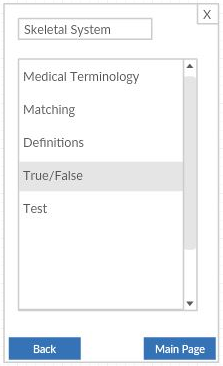 X
Skeletal System
Medical Terminology
Matching
Definitions
True/False
Test
Back
Main Page